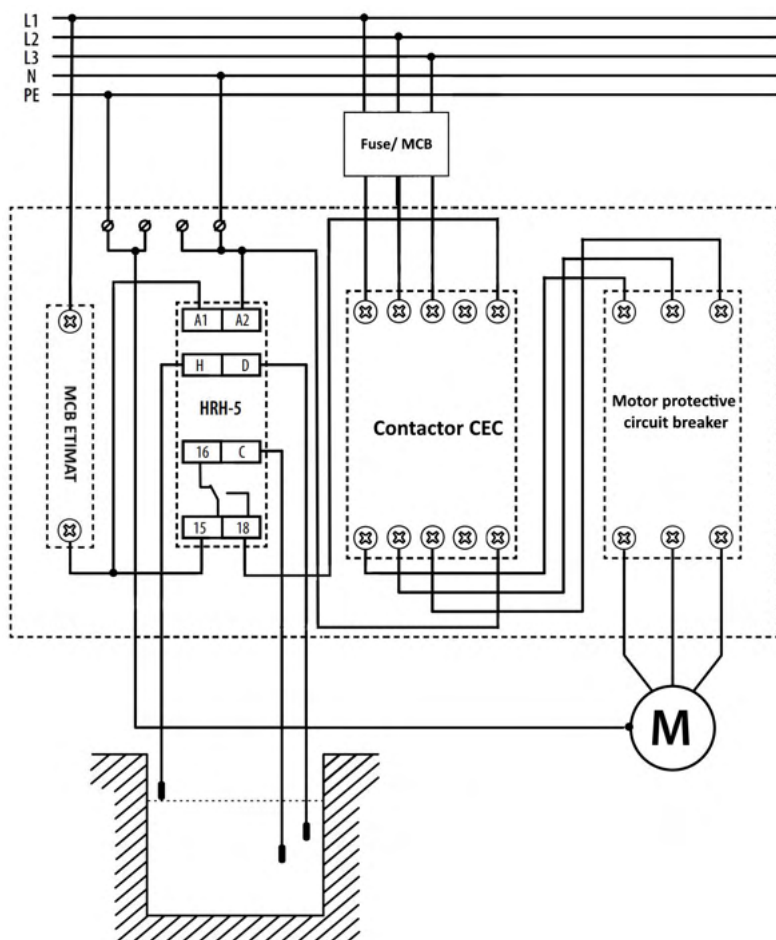 L1
L2
L3
N
PE
Fuse/ MCB
A1 A2
H D
HRH-5
16 C
15 18
MCB ETIMAT
Contactor CEC
Motor protective
circuit breaker
M